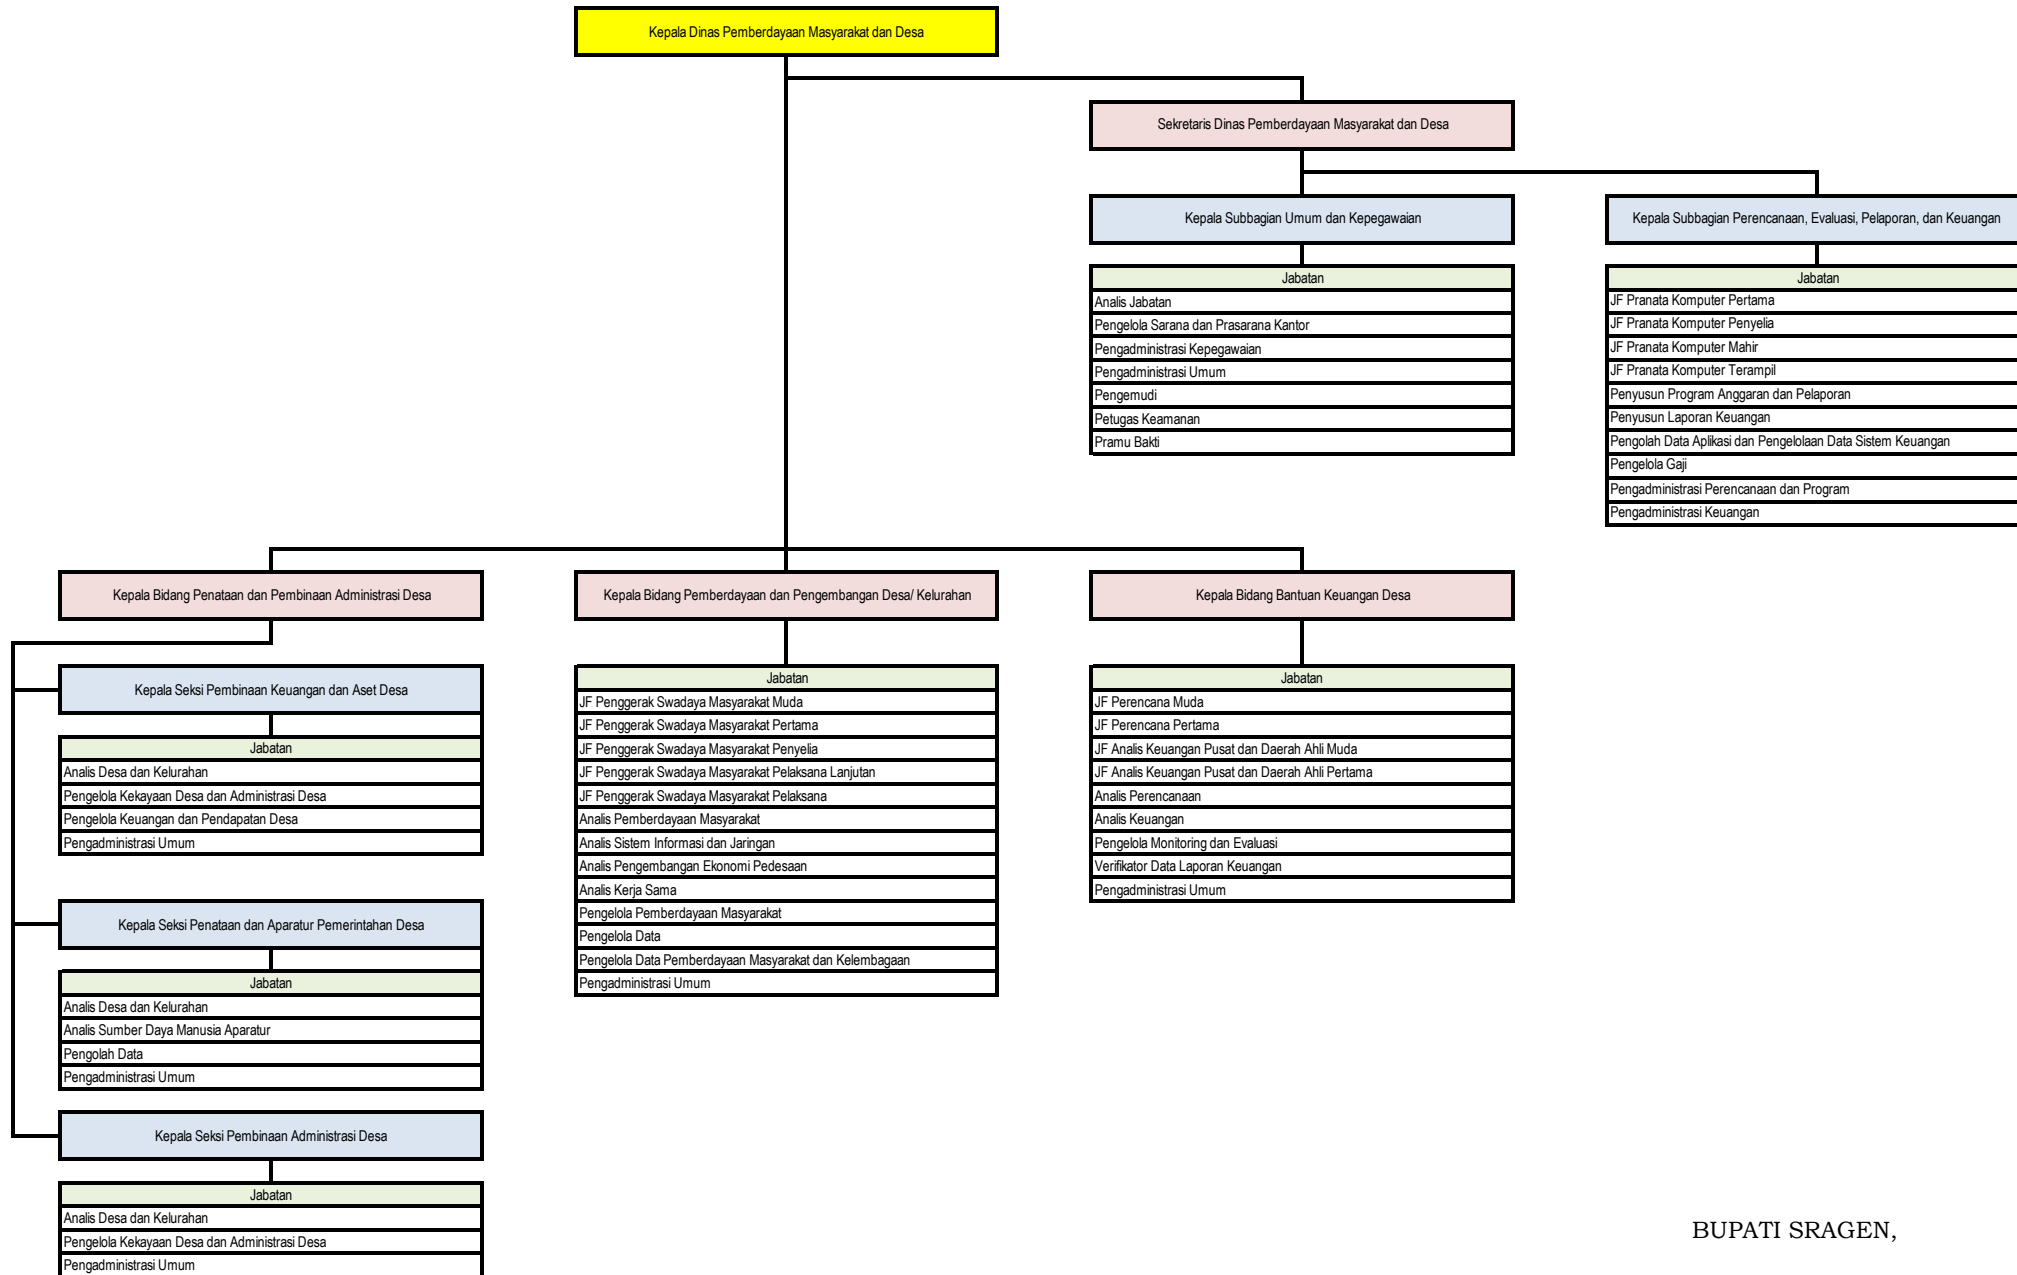 Kepala Dinas Pemberdayaan Masyarakat dan Desa
Sekretaris Dinas Pemberdayaan Masyarakat dan Desa
Kepala Subbagian Umum dan Kepegawaian
Jabatan
Analis Jabatan
Pengelola Sarana dan Prasarana Kantor
Pengadministrasi Kepegawaian
Pengadministrasi Umum
Pengemudi
Petugas Keamanan
Pramu Bakti
Kepala Subbagian Perencanaan, Evaluasi, Pelaporan, dan Keuangan
Jabatan
JF Pranata Komputer Pertama
JF Pranata Komputer Penyelia
JF Pranata Komputer Mahir
JF Pranata Komputer Terampil
Penyusun Program Anggaran dan Pelaporan
Penyusun Laporan Keuangan
Pengolah Data Aplikasi dan Pengelolaan Data Sistem Keuangan
Pengelola Gaji
Pengadministrasi Perencanaan dan Program
Pengadministrasi Keuangan
Kepala Bidang Penataan dan Pembinaan Administrasi Desa
Kepala Seksi Pembinaan Keuangan dan Aset Desa
Jabatan
Analis Desa dan Kelurahan
Pengelola Kekayaan Desa dan Administrasi Desa
Pengelola Keuangan dan Pendapatan Desa
Pengadministrasi Umum
Kepala Seksi Penataan dan Aparatur Pemerintahan Desa
Jabatan
Analis Desa dan Kelurahan
Analis Sumber Daya Manusia Aparatur
Pengolah Data
Pengadministrasi Umum
Kepala Seksi Pembinaan Administrasi Desa
Jabatan
Analis Desa dan Kelurahan
Pengelola Kekayaan Desa dan Administrasi Desa
Pengadministrasi Umum
Kepala Bidang Pemberdayaan dan Pengembangan Desa/ Kelurahan
Jabatan
JF Penggerak Swadaya Masyarakat Muda
JF Penggerak Swadaya Masyarakat Pertama
JF Penggerak Swadaya Masyarakat Penyelia
JF Penggerak Swadaya Masyarakat Pelaksana Lanjutan
JF Penggerak Swadaya Masyarakat Pelaksana
Analis Pemberdayaan Masyarakat
Analis Sistem Informasi dan Jaringan
Analis Pengembangan Ekonomi Pedesaan
Analis Kerja Sama
Pengelola Pemberdayaan Masyarakat
Pengelola Data
Pengelola Data Pemberdayaan Masyarakat dan Kelembagaan
Pengadministrasi Umum
Kepala Bidang Bantuan Keuangan Desa
Jabatan
JF Perencana Muda
JF Perencana Pertama
JF Analis Keuangan Pusat dan Daerah Ahli Muda
JF Analis Keuangan Pusat dan Daerah Ahli Pertama
Analis Perencanaan
Analis Keuangan
Pengelola Monitoring dan Evaluasi
Verifikator Data Laporan Keuangan
Pengadministrasi Umum
BUPATI SRAGEN,